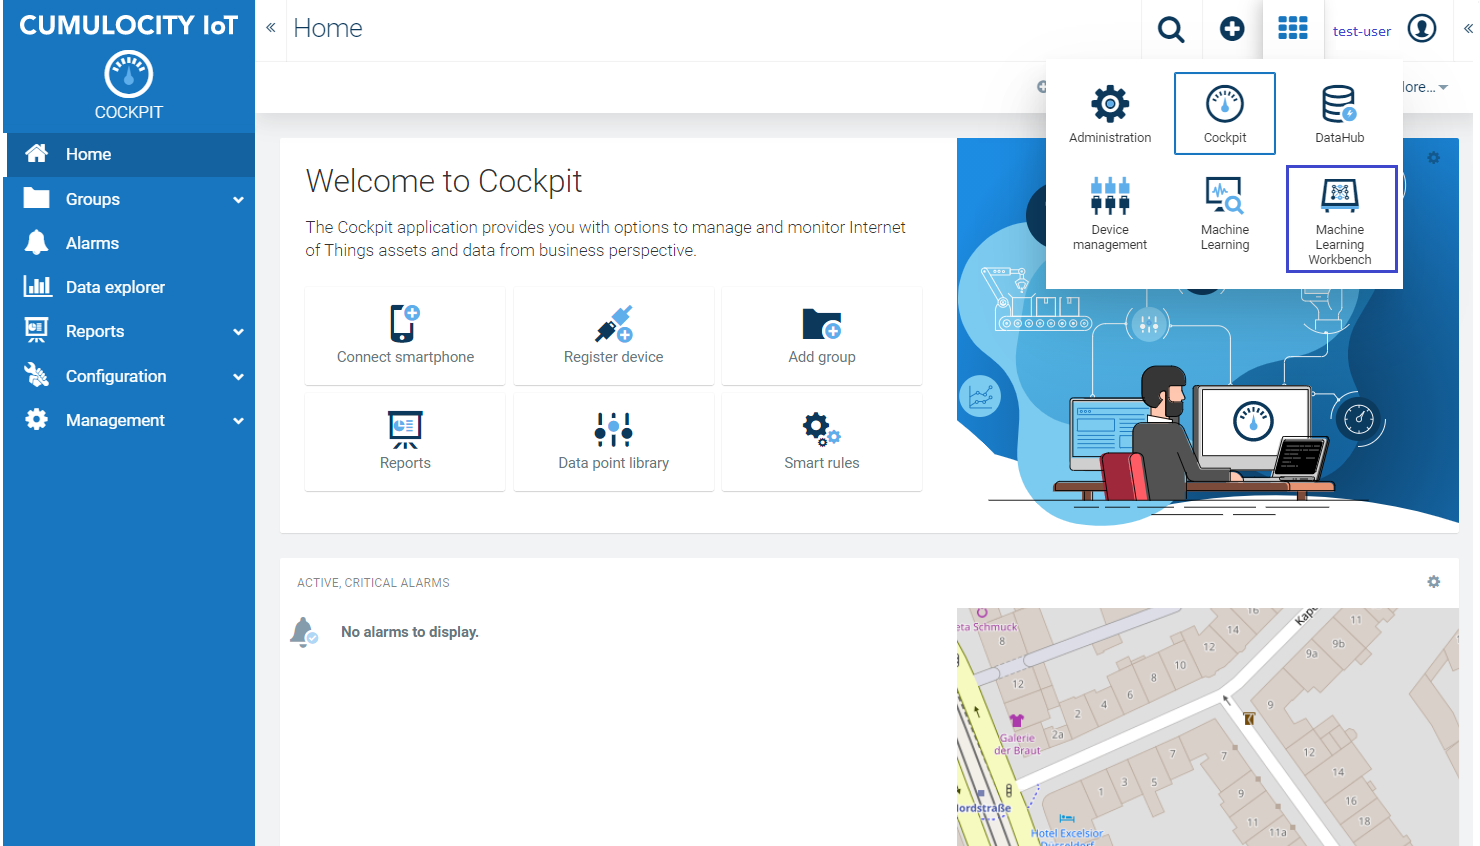 CUMULOCITY IoT
COCKPIT
Home
Groups
Alarms
Data explorer
Reports
Configuration
Management
Home
test-user
ore...
Administration
Cockpit
DataHub
Device
management
Machine
Learning
Machine
Learning
Workbench
Welcome to Cockpit
The Cockpit application provides you with options to manage and monitor Internet
of Things assets and data from business perspective.
Connect smartphone
Register device
Add group
Reports
Data point library
Smart rules
ACTIVE, CRITICAL ALARMS
No alarms to display.
eta Schmuck
8
12
2a
2
4
6
8
10
12
14
16
Kape
11
9b
9a
9
Galerie
der Braut
7
7
5
3
1
12
14
16
18
9
11
11a
Nordstraße
Hotel Excelsior
Dusseldorf